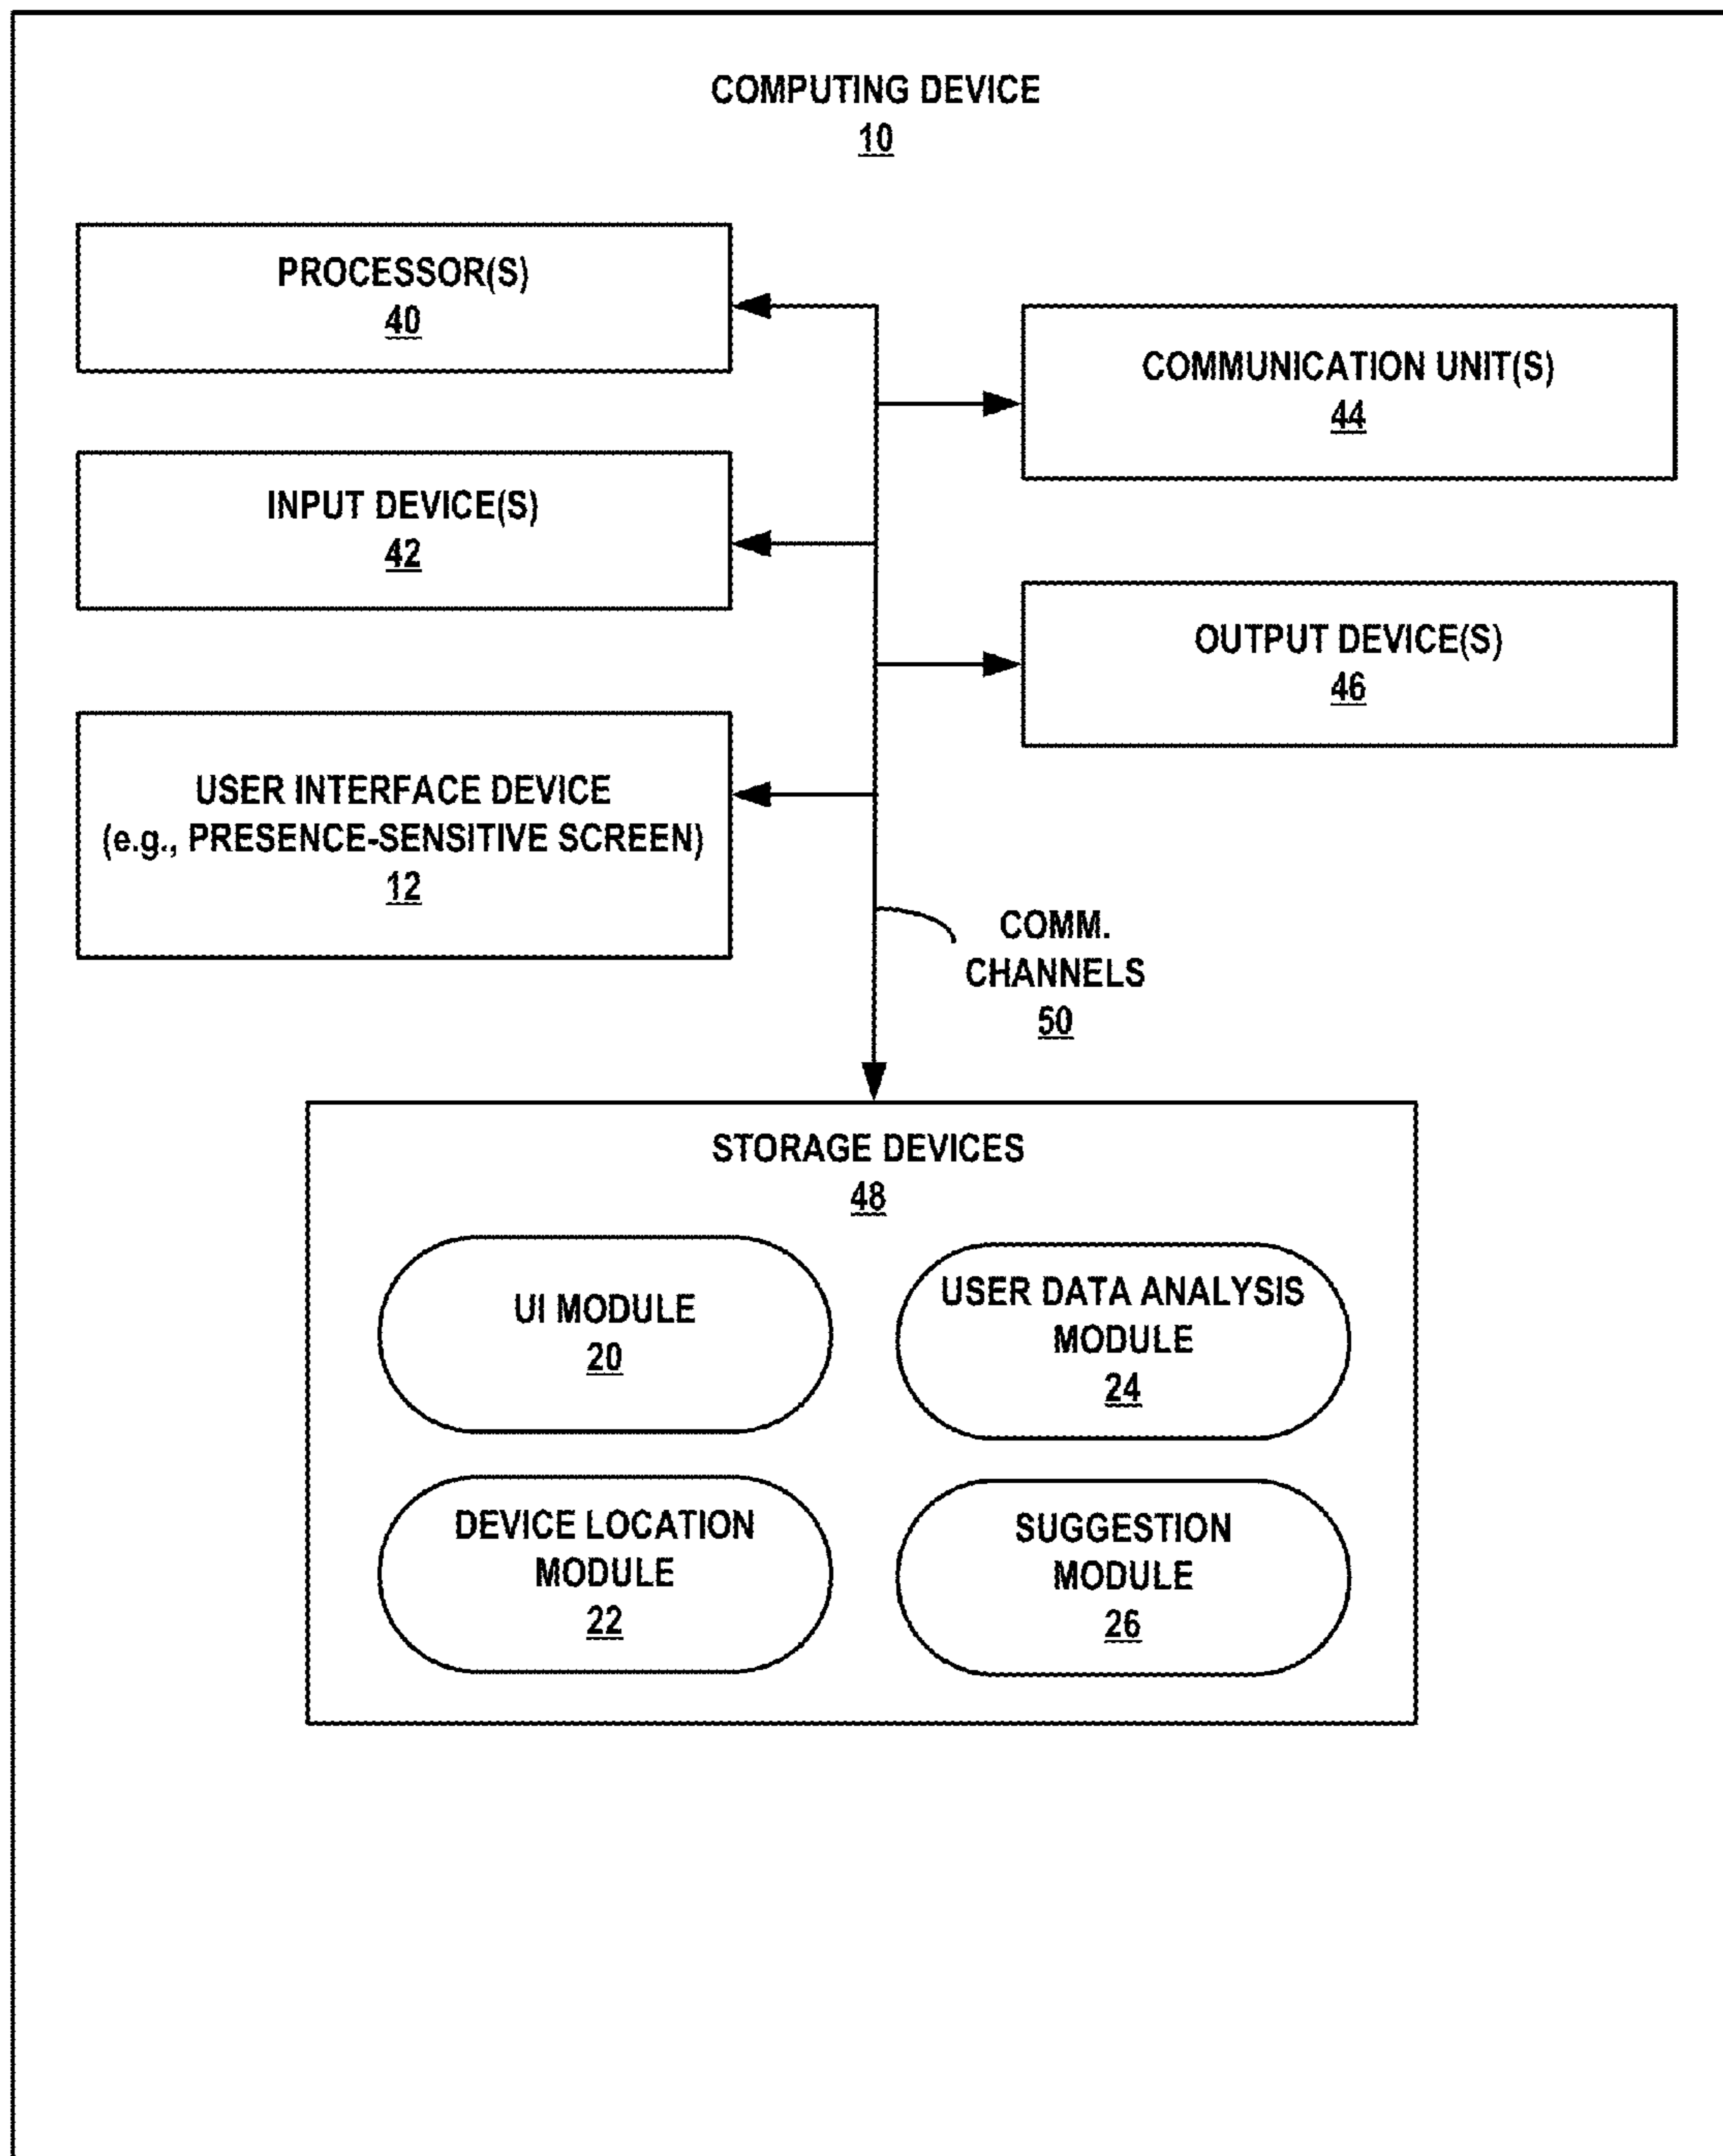 COMPUTING DEVICE
10
PROCESSOR(S)
40
COMMUNICATION UNIT(S)
44
INPUT DEVICE(S)
42
OUTPUT DEVICE(S)
46
USER INTERFACE DEVICE
(e.g., PRESENCE-SENSITIVE SCREEN)
12
COMM.
CHANNELS
50
STORAGE DEVICES
48
UI MODULE
20
USER DATA ANALYSIS
MODULE
24
DEVICE LOCATION
MODULE
22
SUGGESTION
MODULE
26